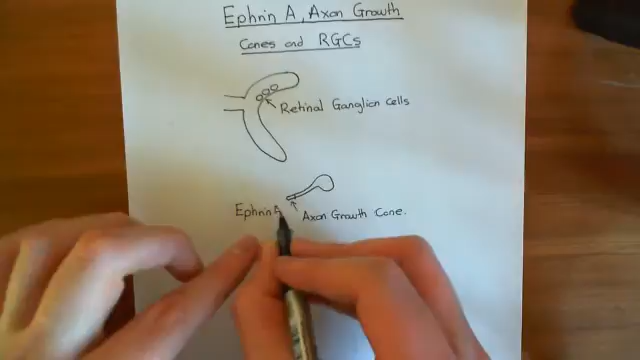 Ephrin A, Axon Growth
Cones and RGCs
Retinal Ganglion cells
Ephrin A
Axon Growth Cone.